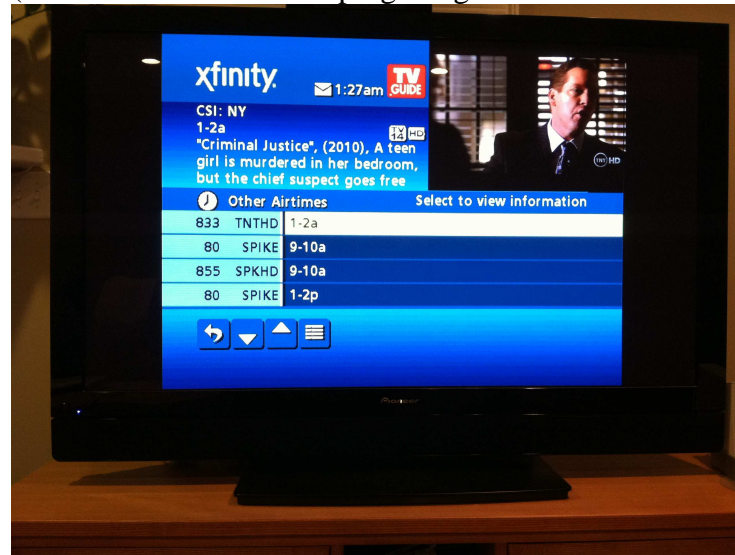 xfinity.
1:27am
TV
GUIDE
CSI: NY
1-2a
TV
14
HD
"Criminal Justice", (2010), A teen
girl is murdered in her bedroom,
but the chief suspect goes free
TNT HD
Other Airtimes
Select to view information
833 TNTHD 1-2a
80 SPIKE 9-10a
855 SPKHD 9-10a
80 SPIKE 1-2p
Pioneer